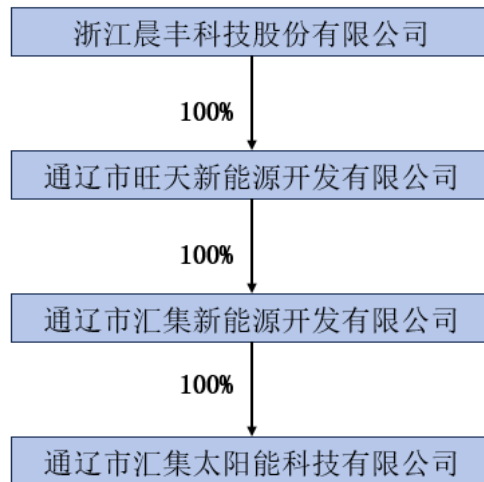 浙江晨丰科技股份有限公司
100%
通辽市旺天新能源开发有限公司
100%
通辽市汇集新能源开发有限公司
100%
通辽市汇集太阳能科技有限公司